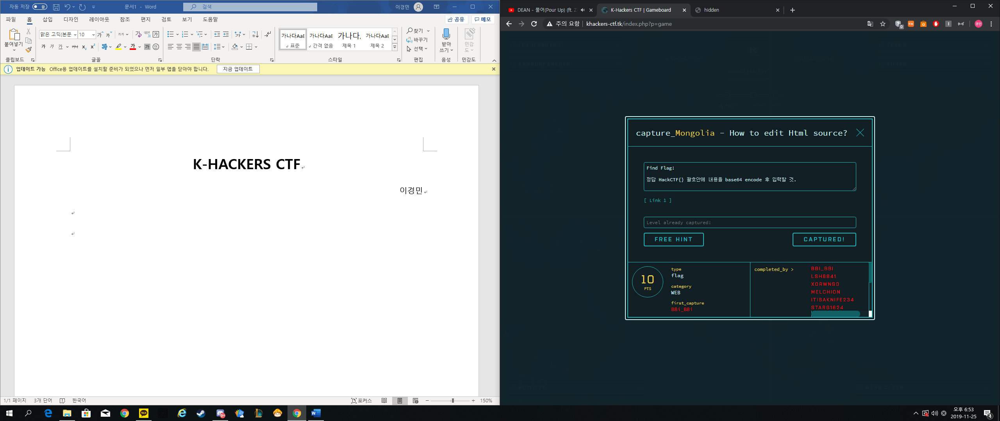 자동 저장 끔
문서1 - Word
검색
이경민
파일 홈 삽입 디자인 레이아웃 참조 편지 검토 보기 도움말
공유 메모
붙여넣기
클립보드
맑은 고딕(본문 10
글꼴
단락
가나다AaB
표준
가나다AaB
간격 없음
가나다,
제목 1
가나다AaB
제목 2
스타일
찾기
바꾸기
선택
편집
받아
쓰기
음성
민감
도
민감도
업데이트 가능 Office용 업데이트를 설치할 준비가 되었으나 먼저 일부 앱을 닫아야 합니다. 지금 업데이트
K-HACKERS CTF
이경민
1/1 페이지 3개 단어 한국어
포커스
150%
DEAN - 풀어(Pour Up) (ft. Z
K-Hackers CTF | Gameboard
hidden
주의 요함 khackers-ctf.tk/index.php?p=game
경민
capture_Mongolia - How to edit Html source?
Find Flag!
정답 HackCTF{} 괄호안에 내용을 base64 encode 후 입력할 것.
[ Link 1 ]
Level already captured!
FREE HINT
CAPTURED!
10
PTS
type
flag
category
WEB
first_capture
BBi_BBi
completed_by >
BBI_BBI
LSH6841
X0RWNS0
MELCHION
ITISAKNIFE234
STARG1624
오후 6:53
2019-11-25
4